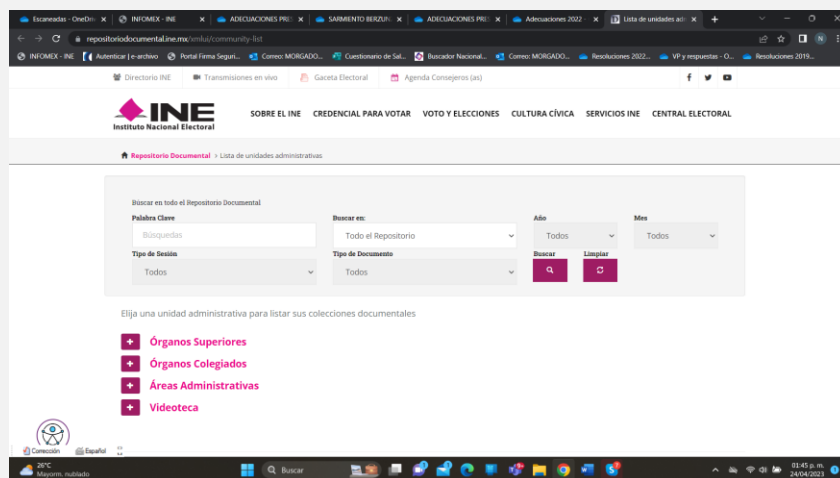 Escaneadas - OneDriv
INFOMEX - INE
ADECUACIONES PRE
SARMIENTO BERZUN
ADECUACIONES PRE
Adecuaciones 2022 -
Lista de unidades adm
repositoriodocumental.ine.mx/xmlui/community-list
INFOMEX - INE
Autenticar | e-archivo
Portal Firma Seguri...
Correo: MORGADO...
Cuestionario de Sal...
Buscador Nacional...
Correo: MORGADO...
Resoluciones 2022...
VP y respuestas - O...
Resoluciones 2019...
Directorio INE
Transmisiones en vivo
Gaceta Electoral
Agenda Consejeros (as)
INE
Instituto Nacional Electoral
SOBRE EL INE
CREDENCIAL PARA VOTAR
VOTO Y ELECCIONES
CULTURA CÍVICA
SERVICIOS INE
CENTRAL ELECTORAL
Repositorio Documental > Lista de unidades administrativas
Buscar en todo el Repositorio Documental
Palabra Clave
Buscar en:
Año
Mes
Búsquedas
Todo el Repositorio
Todos
Todos
Tipo de Sesión
Tipo de Documento
Buscar
Limpiar
Todos
Todos
Elija una unidad administrativa para listar sus colecciones documentales
Órganos Superiores
Órganos Colegiados
Áreas Administrativas
Videoteca
Corrección
Español
26°C
Mayorm. nublado
Buscar
01:45 p. m.
24/04/2023